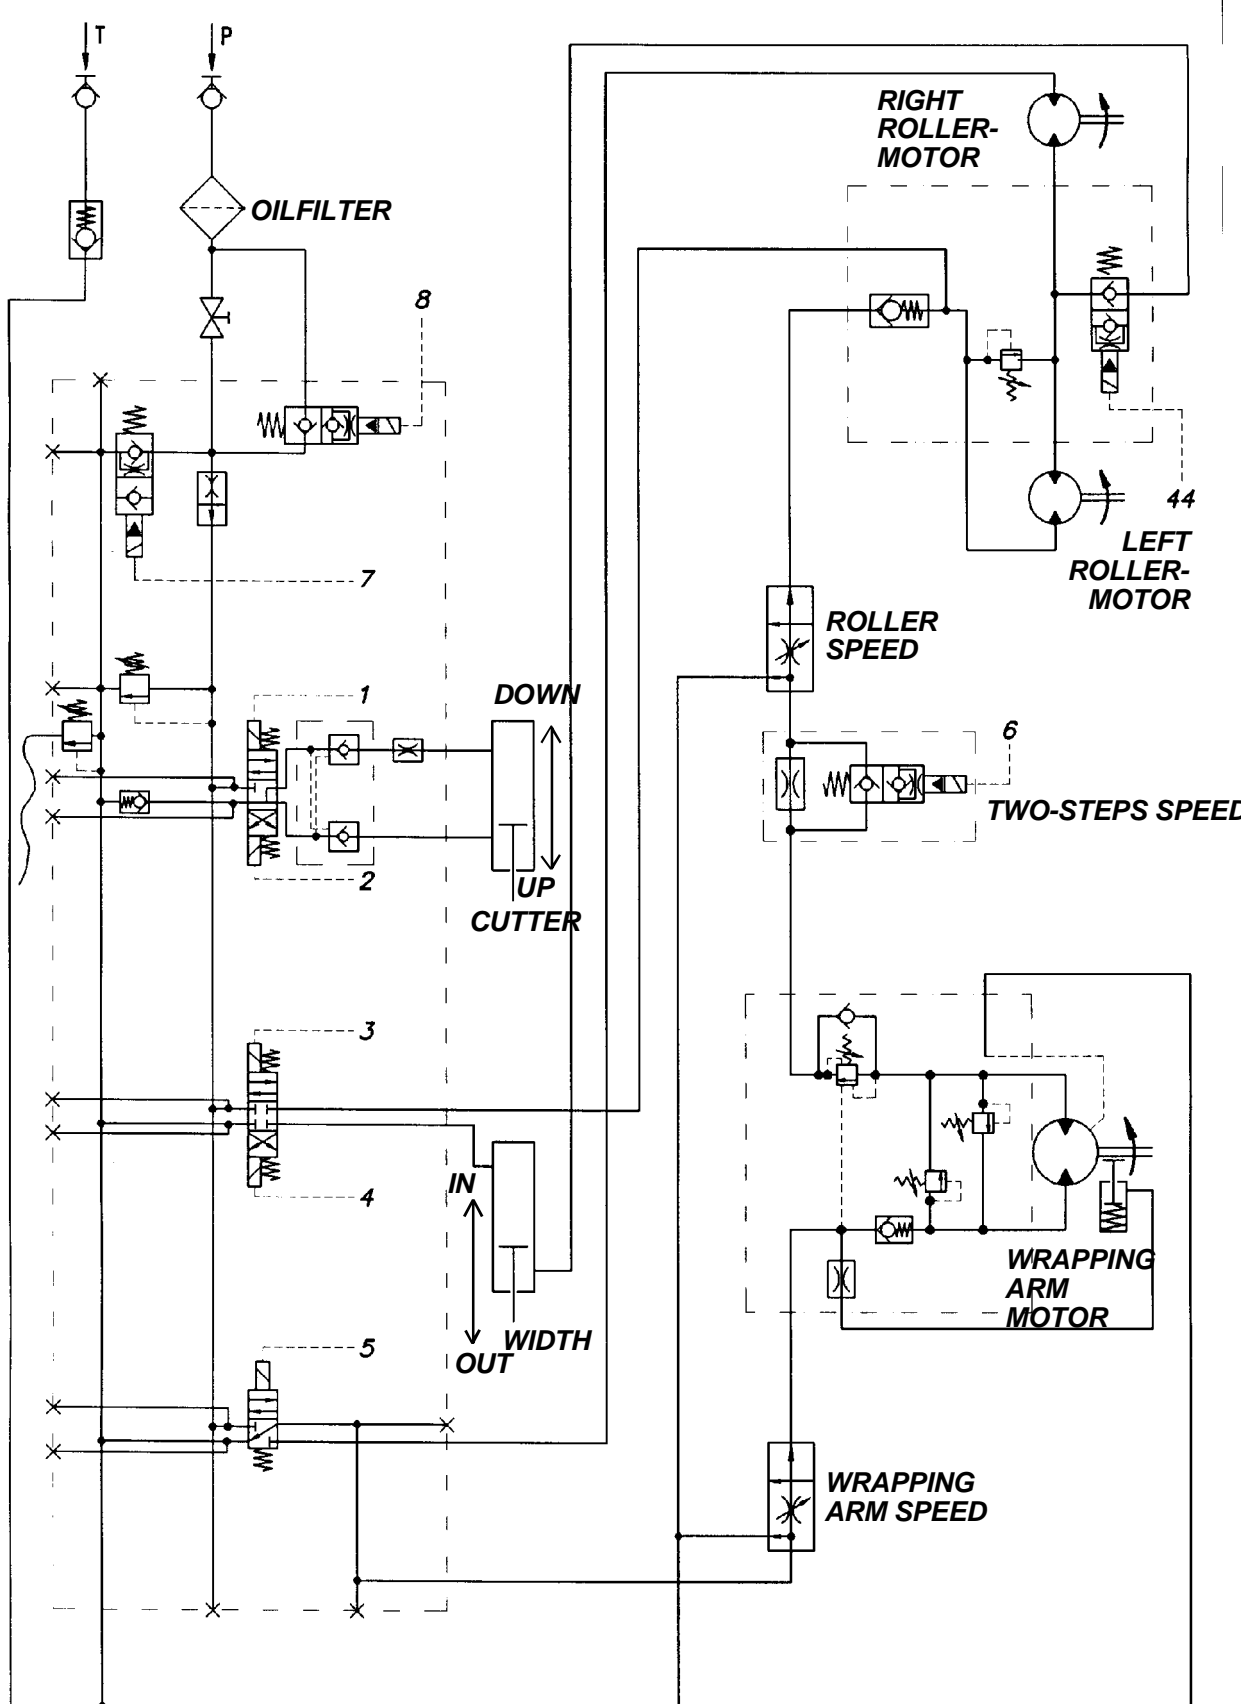 T
P
RIGHT
ROLLER-
MOTOR
OILFILTER
8
44
LEFT
ROLLER-
MOTOR
7
ROLLER
SPEED
1
DOWN
6
TWO-STEPS SPEED
2
UP
CUTTER
3
4
IN
WIDTH
OUT
WRAPPING
ARM
MOTOR
5
WRAPPING
ARM SPEED